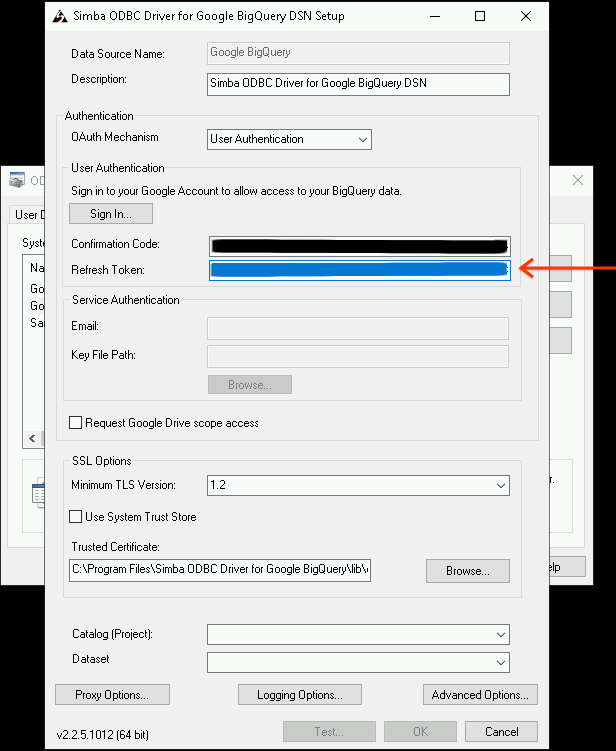 Simba ODBC Driver for Google BigQuery DSN Setup
Data Source Name: Google BigQuery
Description: Simba ODBC Driver for Google BigQuery DSN
Authentication
OAuth Mechanism User Authentication
User Authentication
Sign in to your Google Account to allow access to your BigQuery data.
Sign In...
Confirmation Code:
Refresh Token:
Service Authentication
Email:
Key File Path:
Browse...
Request Google Drive scope access
SSL Options
Minimum TLS Version: 1.2
Use System Trust Store
Trusted Certificate:
C:\Program Files\Simba ODBC Driver for Google BigQuery\lib\
Browse...
Catalog (Project):
Dataset
Proxy Options... Logging Options... Advanced Options...
v2.2.5.1012 (64 bit) Test... OK Cancel
OD
User D
Syste
Na
Go
Go
Sa
r.
elp